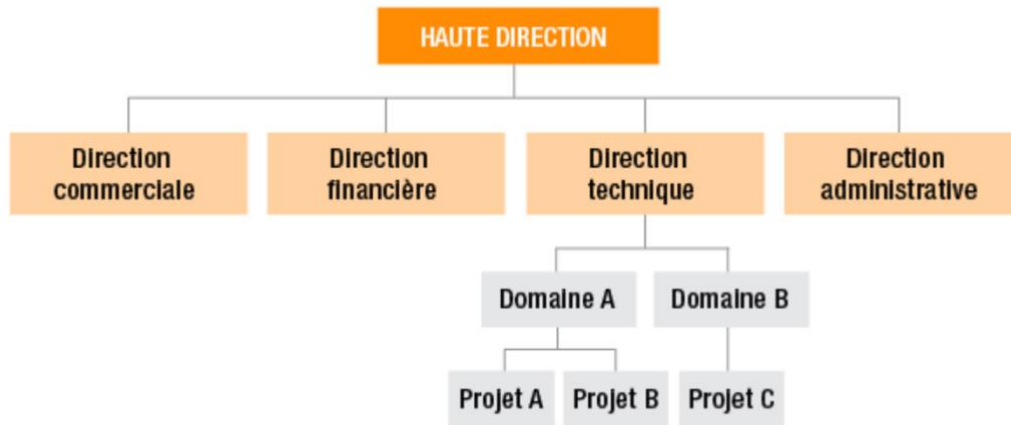 HAUTE DIRECTION
Direction
commerciale
Direction
financière
Direction
technique
Direction
administrative
Domaine A
Domaine B
Projet A
Projet B
Projet C